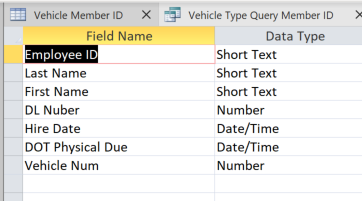 Vehicle Member ID Vehicle Type Query Member ID
Field Name Data Type
Employee ID Short Text
Last Name Short Text
First Name Short Text
DL Nuber Number
Hire Date Date/Time
DOT Physical Due Date/Time
Vehicle Num Number